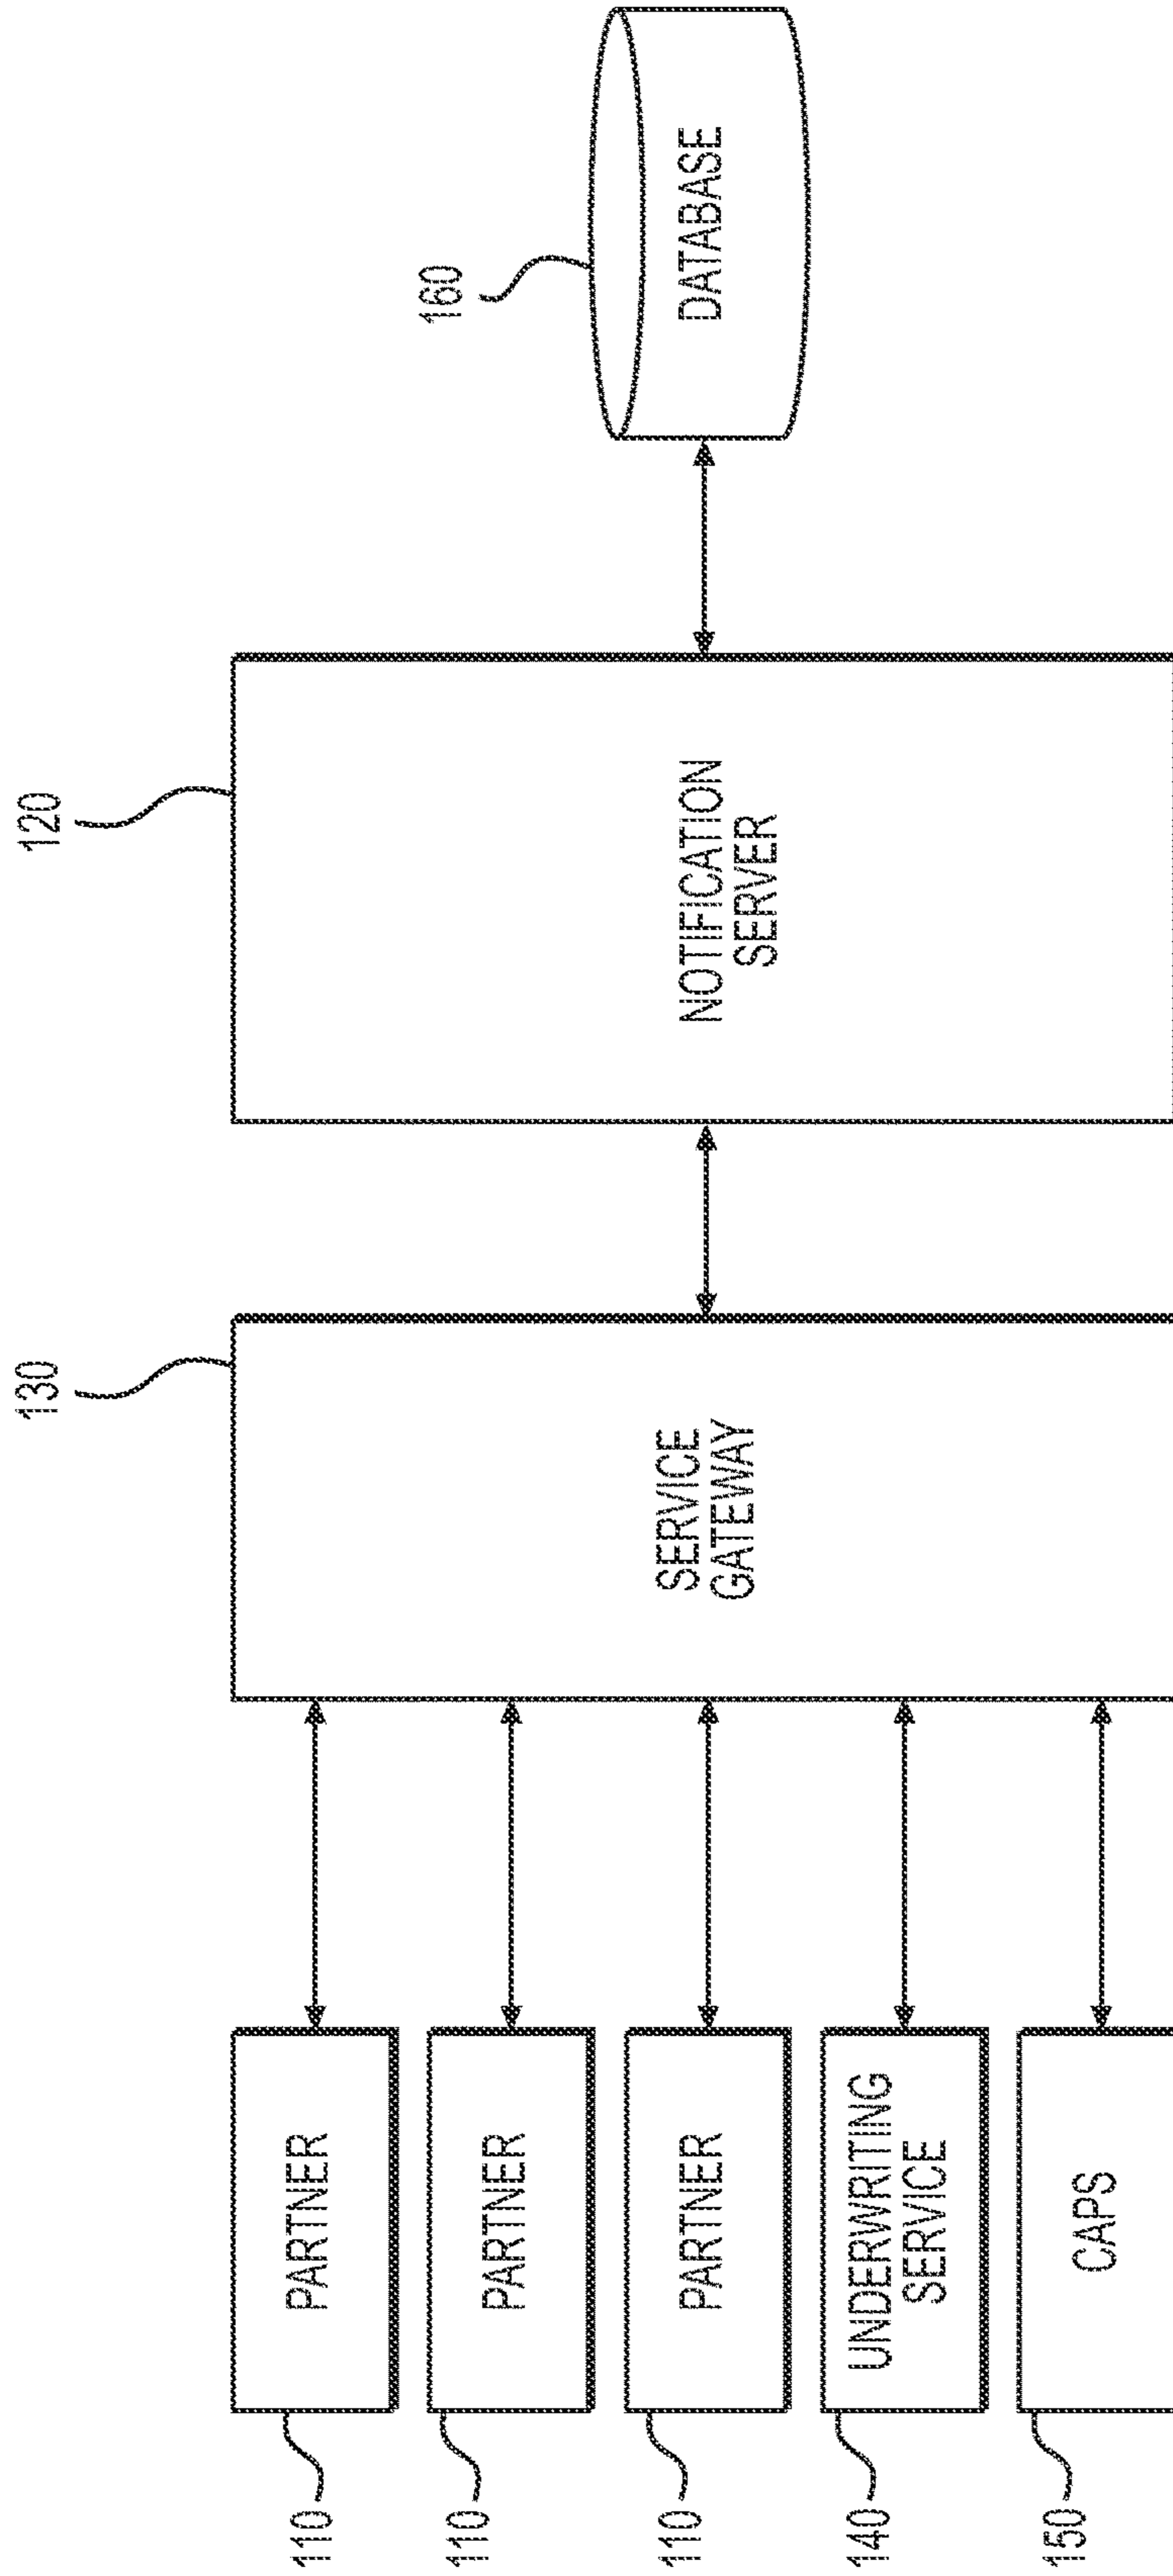 110
PARTNER
110
PARTNER
110
PARTNER
140
UNDERWRITING
SERVICE
150
CAPS
130
SERVICE
GATEWAY
120
NOTIFICATION
SERVER
160
DATABASE